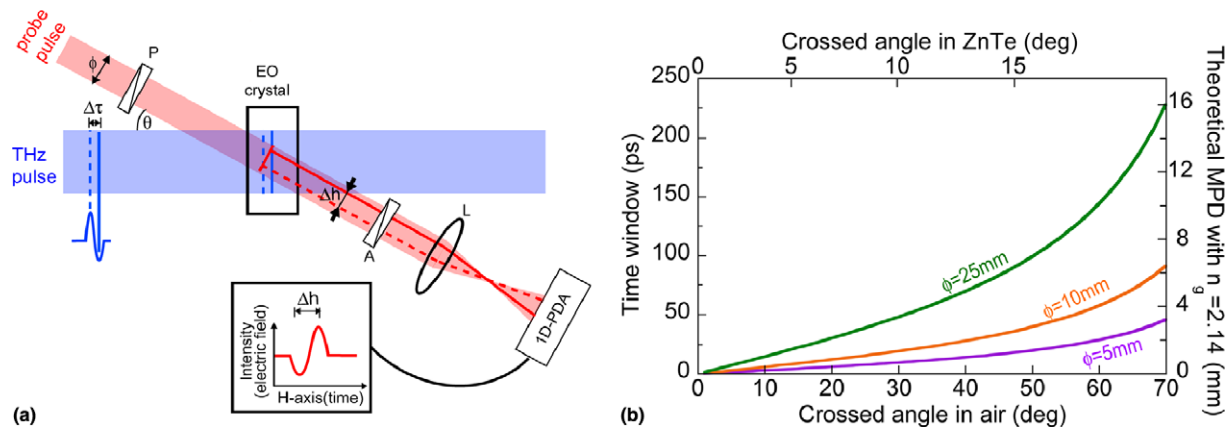 probe
pulse
P
ϕ
Δτ
θ
EO
crystal
THz
pulse
Δh
A
L
1D-PDA
Δh
Intensity
(electric field)
H-axis(time)
(a)
Crossed angle in ZnTe (deg)
0 5 10 15
250
200
150
100
50
0
Time window (ps)
ϕ=25mm
ϕ=10mm
ϕ=5mm
16
12
8
4
0
Theoretical MPD with n g =2.14 (mm)
0 10 20 30 40 50 60 70
Crossed angle in air (deg)
(b)